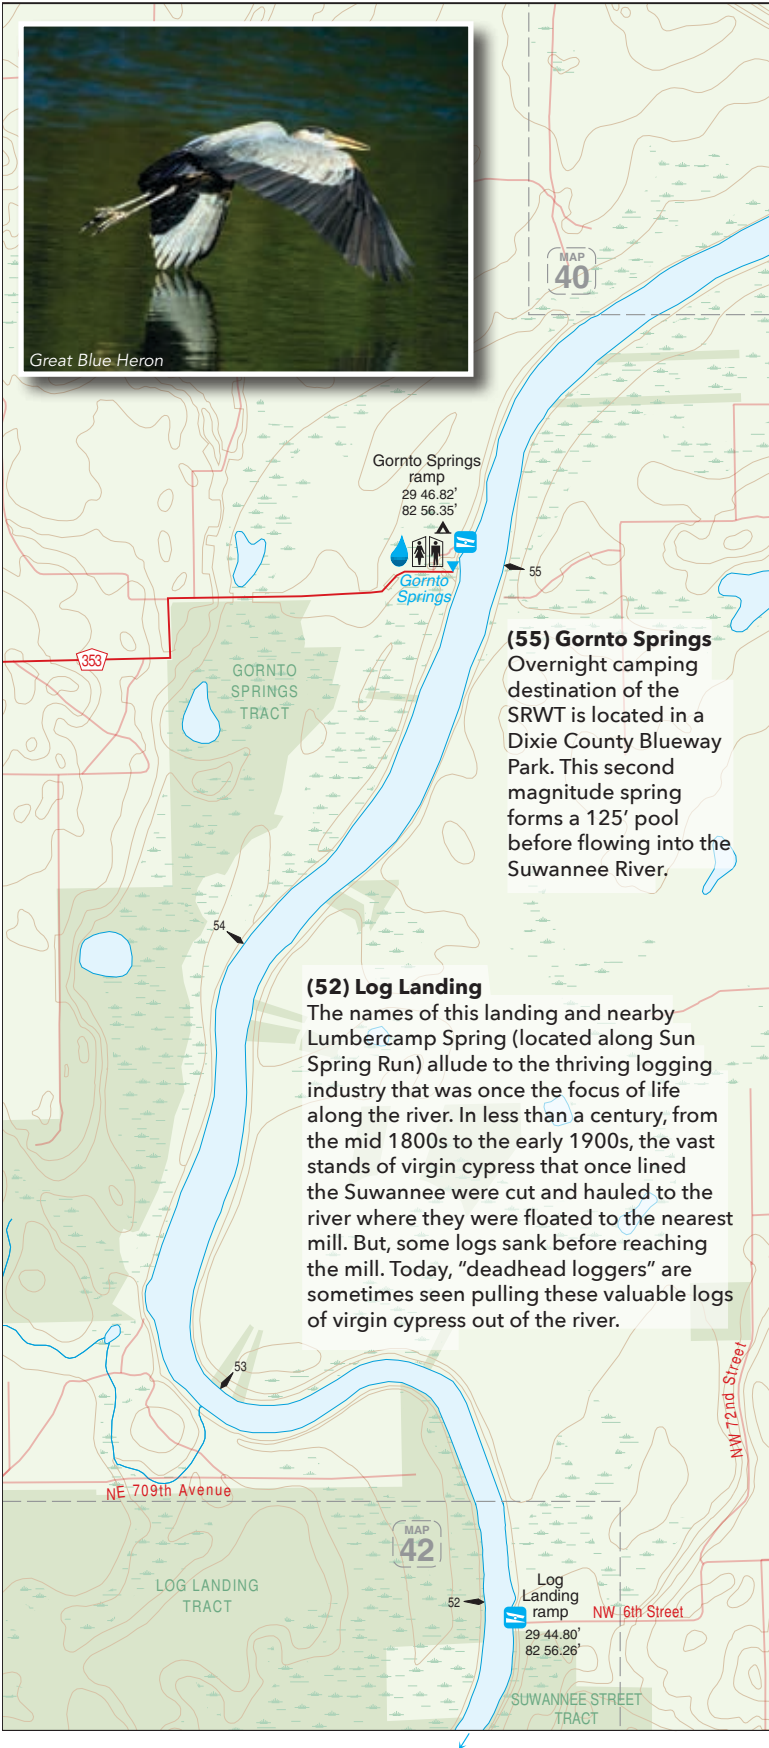 Great Blue Heron
MAP
40
Gornto Springs
ramp
29 46.82’
82 56.35’
Gornto
Springs
55
353
(55) Gornto Springs
Overnight camping
destination of the
SRWT is located in a
Dixie County Blueway
Park. This second
magnitude spring
forms a 125’ pool
before flowing into the
Suwannee River.
GORNTO
SPRINGS
TRACT
54
(52) Log Landing
The names of this landing and nearby
Lumbercamp Spring (located along Sun
Spring Run) allude to the thriving logging
industry that was once the focus of life
along the river. In less than a century, from
the mid 1800s to the early 1900s, the vast
stands of virgin cypress that once lined
the Suwannee were cut and hauled to the
river where they were floated to the nearest
mill. But, some logs sank before reaching
the mill. Today, “deadhead loggers” are
sometimes seen pulling these valuable logs
of virgin cypress out of the river.
53
NW 72nd Street
NE 709th Avenue
MAP
42
LOG LANDING
TRACT
52
Log
Landing
ramp
29 44.80’
82 56.26’
NW 6th Street
SUWANNEE STREET
TRACT